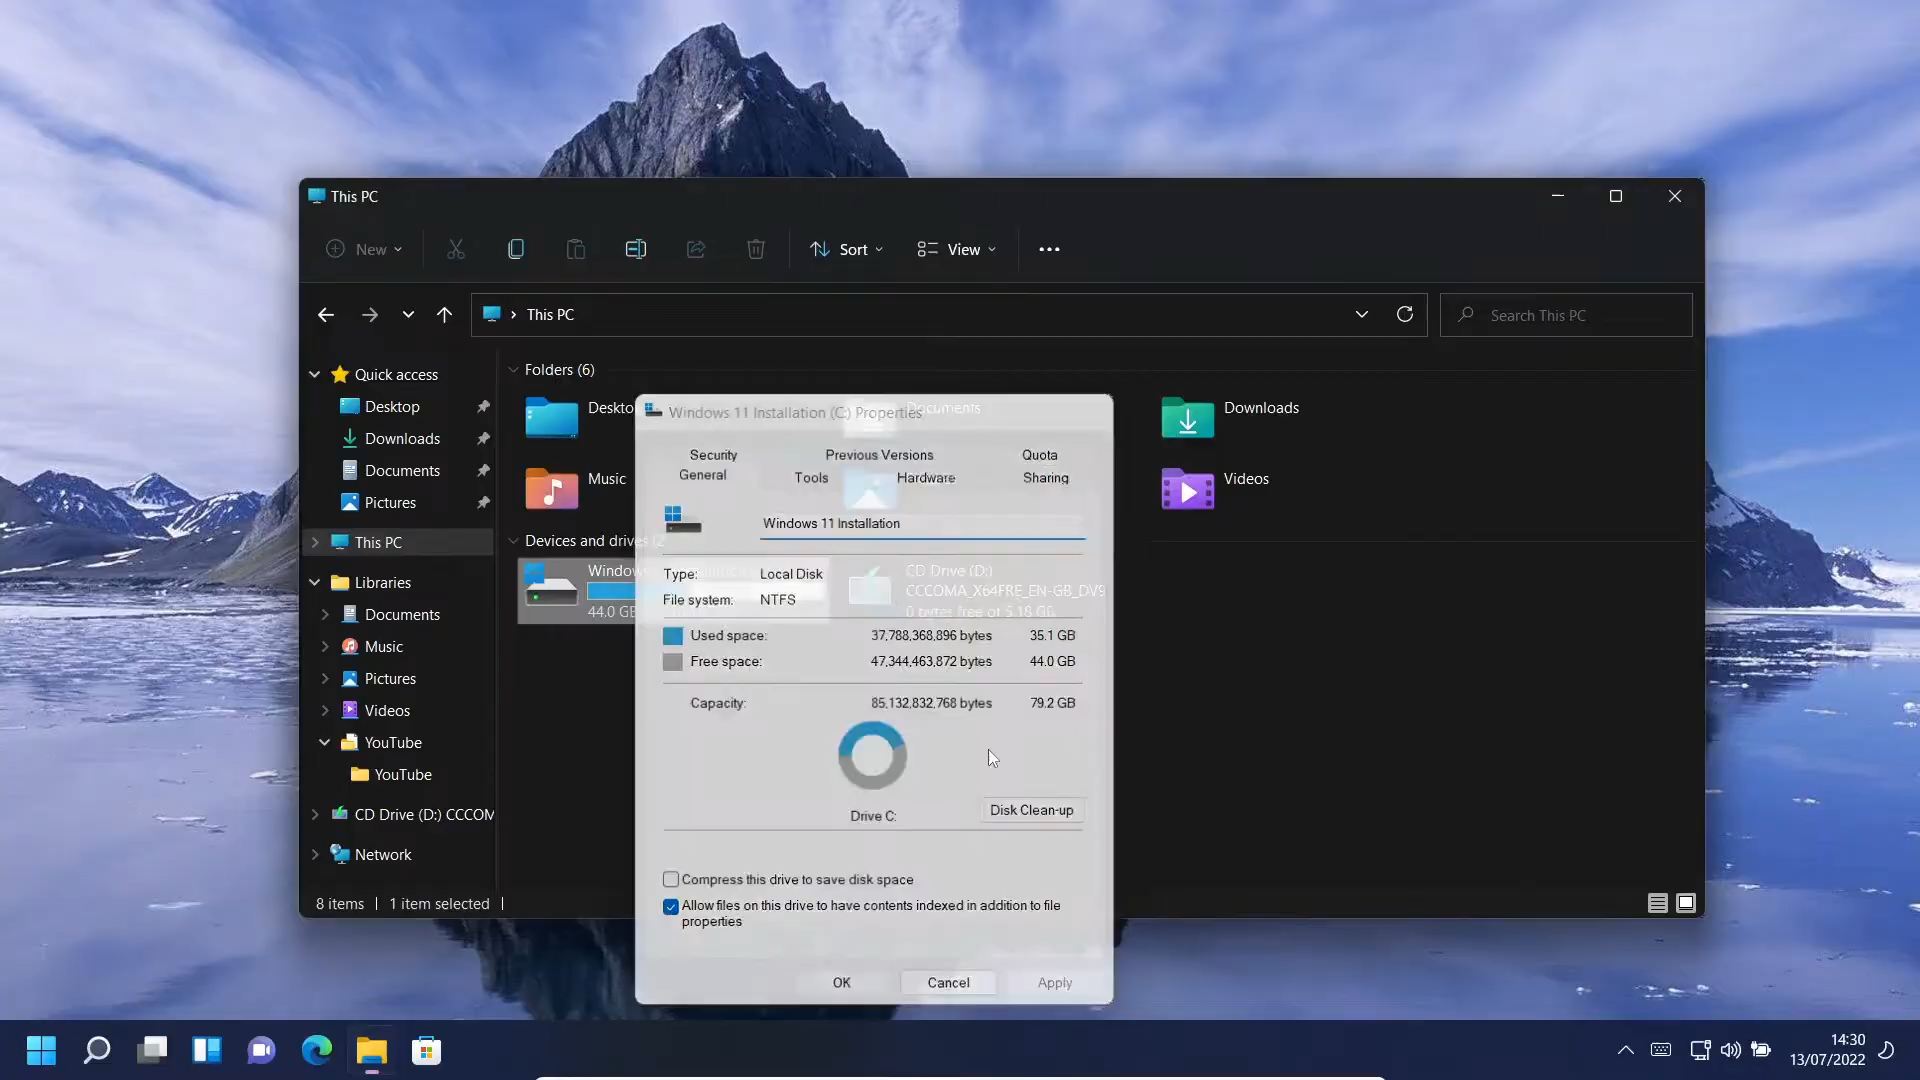 This PC
New
Sort
View
This PC
Search This PC
Quick access
Desktop
Downloads
Documents
Pictures
This PC
Libraries
Documents
Music
Pictures
Videos
YouTube
YouTube
CD Drive (D:) CCCOM
Network
Folders (6)
Deskto
Documents
Downloads
Music
Videos
Devices and drives (2
Window
44.0 GB
CD Drive (D:)
CCCOMA_X64FRE_EN-GB_DV9
0 bytes free of 5.18 GB
Windows 11 Installation (C:) Properties
Security Previous Versions Quota
General Tools Hardware Sharing
Windows 11 Installation
Type: Local Disk
File system: NTFS
Used space: 37,788,368,896 bytes 35.1 GB
Free space: 47,344,463,872 bytes 44.0 GB
Capacity: 85,132,832,768 bytes 79.2 GB
Drive C:
Disk Clean-up
Compress this drive to save disk space
Allow files on this drive to have contents indexed in addition to file
properties
OK Cancel Apply
8 items 1 item selected
14:30
13/07/2022